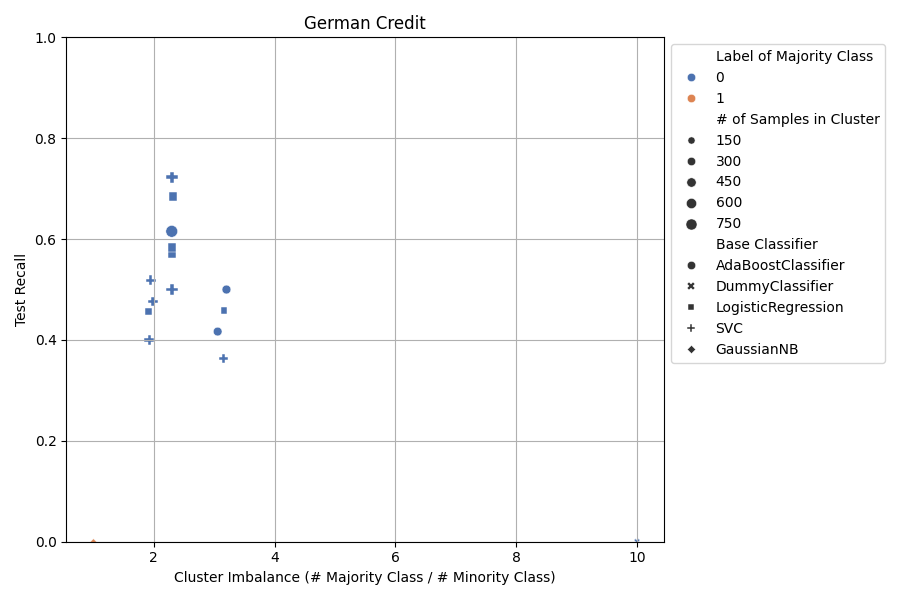 German Credit
Test Recall
1.0
0.8
0.6
0.4
0.2
0.0
2
4
6
8
10
Cluster Imbalance (# Majority Class / # Minority Class)
Label of Majority Class
0
1
# of Samples in Cluster
150
300
450
600
750
Base Classifier
AdaBoostClassifier
DummyClassifier
LogisticRegression
SVC
GaussianNB